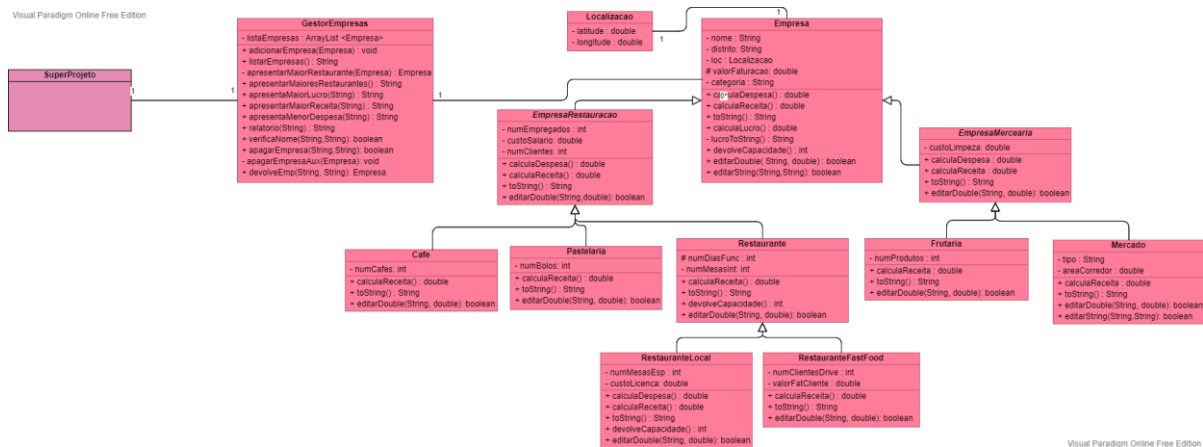 Visual Paradigm Online Free Edition
SuperProjeto
1
1
GestorEmpresas
- listaEmpresas : ArrayList <Empresa>
+ adicionarEmpresa(Empresa) : void
+ listarEmpresas() : String
- apresentarMaiorRestaurante(Empresa) : Empresa
+ apresentarMaioresRestaurantes() : String
+ apresentaMaiorLucro(String) : String
+ apresentarMaiorReceita(String) : String
+ apresentaMenorDespesa(String) : String
+ relatorio(String) : String
+ verificaNome(String,String): boolean
+ apagarEmpresa(String,String): boolean
- apagarEmpresaAux(Empresa): void
+ devolveEmp(String, String): Empresa
1
Localizacao
- latitude : double
- longitude : double
1
1
Empresa
- nome : String
- distrito: String
- loc : Localizacao
# valorFaturacao: double
- categoria : String
0*
+ calculaDespesa() : double
+ calculaReceita() : double
+ toString() : String
+ calculaLucro() : double
- lucroToString() : String
+ devolveCapacidade() : int
+ editarDouble( String, double) : boolean
+ editarString(String,String): boolean
EmpresaRestauracao
- numEmpregados : int
- custoSalario: double
- numClientes : int
+ calculaDespesa() : double
+ calculaReceita() : double
+ toString() : String
+ editarDouble(String,double): boolean
EmpresaMercearia
- custoLimpeza: double
+ calculaDespesa : double
+ calculaReceita : double
+ toString() : String
+ editarDouble(String, double): boolean
Cafe
- numCafes: int
+ calculaReceita() : double
+ toString() : String
+ editarDouble(String, double): boolean
Pastelaria
- numBolos: int
+ calculaReceita() : double
+ toString() : String
+ editarDouble(String, double): boolean
Restaurante
# numDiasFunc : int
- numMesasInt: int
+ calculaReceita() : double
+ toString() : String
+ devolveCapacidade() : int
+ editarDouble(String, double): boolean
Frutaria
- numProdutos : int
+ calculaReceita : double
+ toString() : String
+ editarDouble(String, double): boolean
Mercado
- tipo : String
- areaCorredor : double
+ calculaReceita : double
+ toString() : String
+ editarDouble(String, double): boolean
+ editarString(String,String): boolean
RestauranteLocal
- numMesasEsp : int
- custoLicenca: double
+ calculaDespesa() : double
+ calculaReceita() : double
+ toString() : String
+ devolveCapacidade() : int
+ editarDouble(String, double): boolean
RestauranteFastFood
- numClientesDrive : int
- valorFatCliente : double
+ calculaReceita() : double
+ toString() : String
+ editarDouble(String, double): boolean
Visual Paradigm Online Free Edition